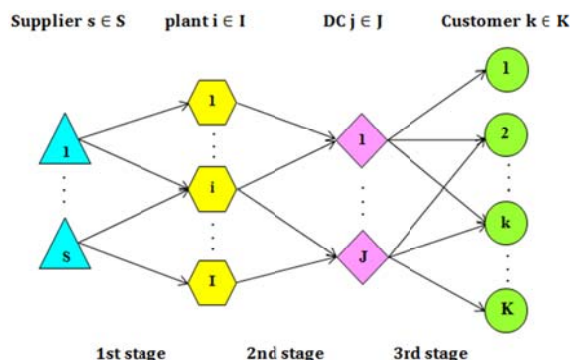 Supplier s ∈ S plant i ∈ I DC j ∈ J Customer k ∈ K
1
1
2
1
1
i
k
S
J
I
K
1st stage 2nd stage 3rd stage